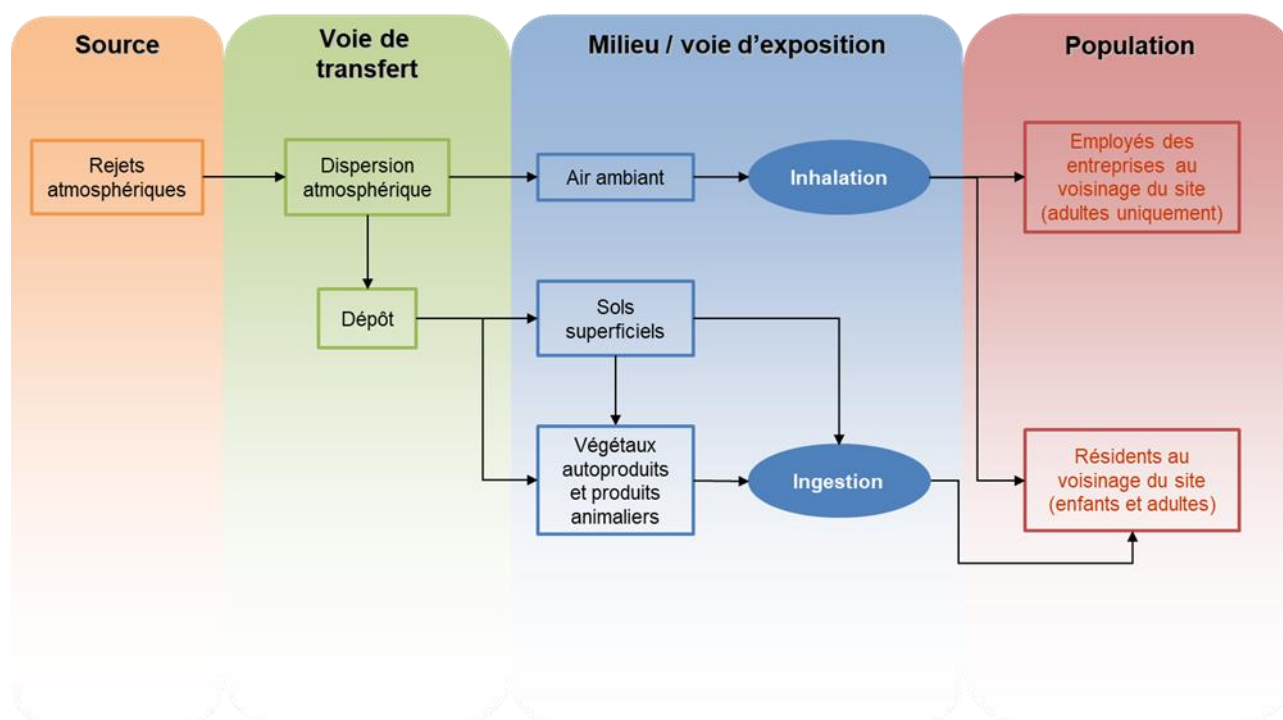 Source
Voie de
transfert
Milieu / voie d'exposition
Population
Rejets
atmosphériques
Dispersion
atmosphérique
Air ambiant
Inhalation
Employés des
entreprises au
voisinage du site
(adultes uniquement)
Dépôt
Sols
superficiels
Végétaux
autoproduits
et produits
animaliers
Ingestion
Résidents au
voisinage du site
(enfants et adultes)